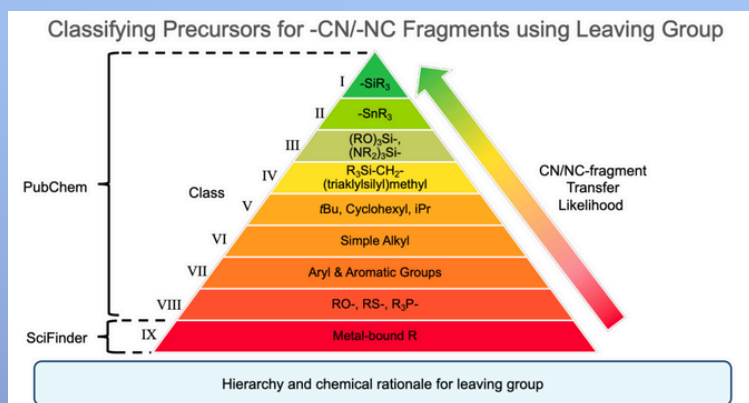 Classifying Precursors for -CN/-NC Fragments using Leaving Group
I
-SiR₃
II
-SnR₃
III
(RO)₃Si-,
(NR₂)₃Si-
IV
R₃Si-CH₂-
(triaklylsilyl)methyl
PubChem
Class
V
tBu, Cyclohexyl, iPr
VI
Simple Alkyl
VII
Aryl & Aromatic Groups
VIII
RO-, RS-, R₃P-
SciFinder
IX
Metal-bound R
CN/NC-fragment
Transfer
Likelihood
Hierarchy and chemical rationale for leaving group